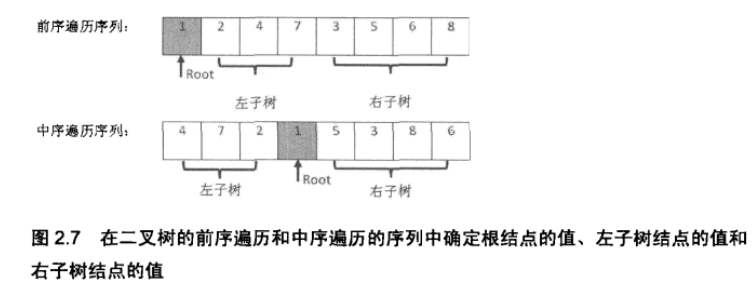 前序遍历序列: 1 2 4 7 3 5 6 8
Root
左子树 右子树
中序遍历序列: 4 7 2 1 5 3 8 6
左子树 Root 右子树
图 2.7 在二叉树的前序遍历和中序遍历的序列中确定根结点的值、左子树结点的值和
右子树结点的值